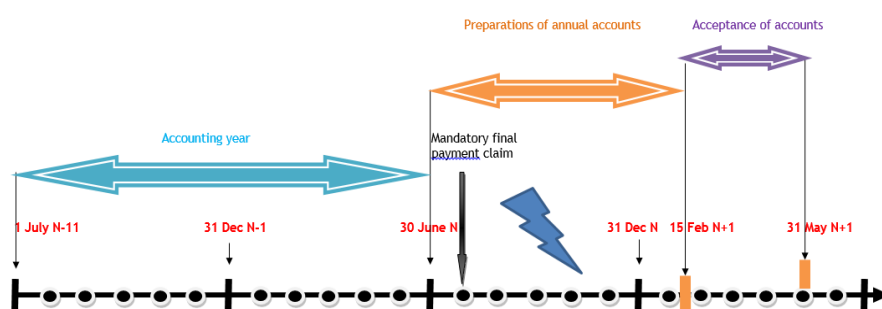 Preparations of annual accounts
Acceptance of accounts
Accounting year
Mandatory final
payment claim
1 July N-11
31 Dec N-1
30 June N
31 Dec N
15 Feb N+1
31 May N+1